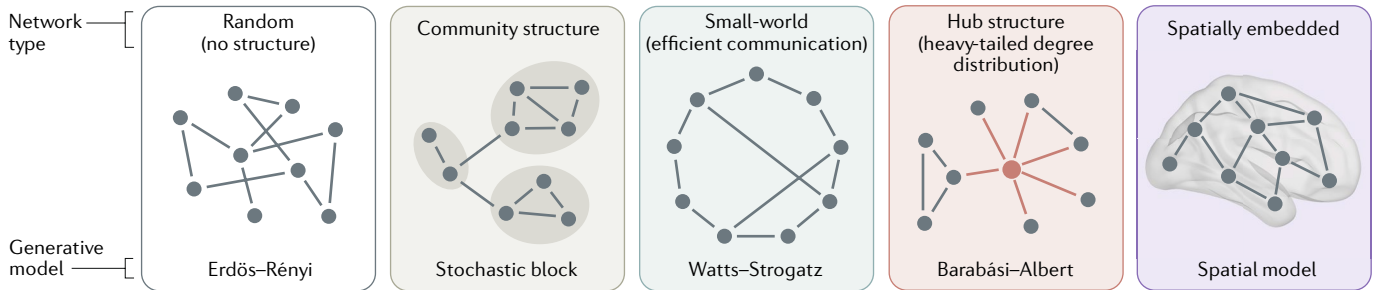 Network
type
Random
(no structure)
Community structure
Small-world
(efficient communication)
Hub structure
(heavy-tailed degree
distribution)
Spatially embedded
Generative
model
Erdös–Rényi
Stochastic block
Watts–Strogatz
Barabási–Albert
Spatial model